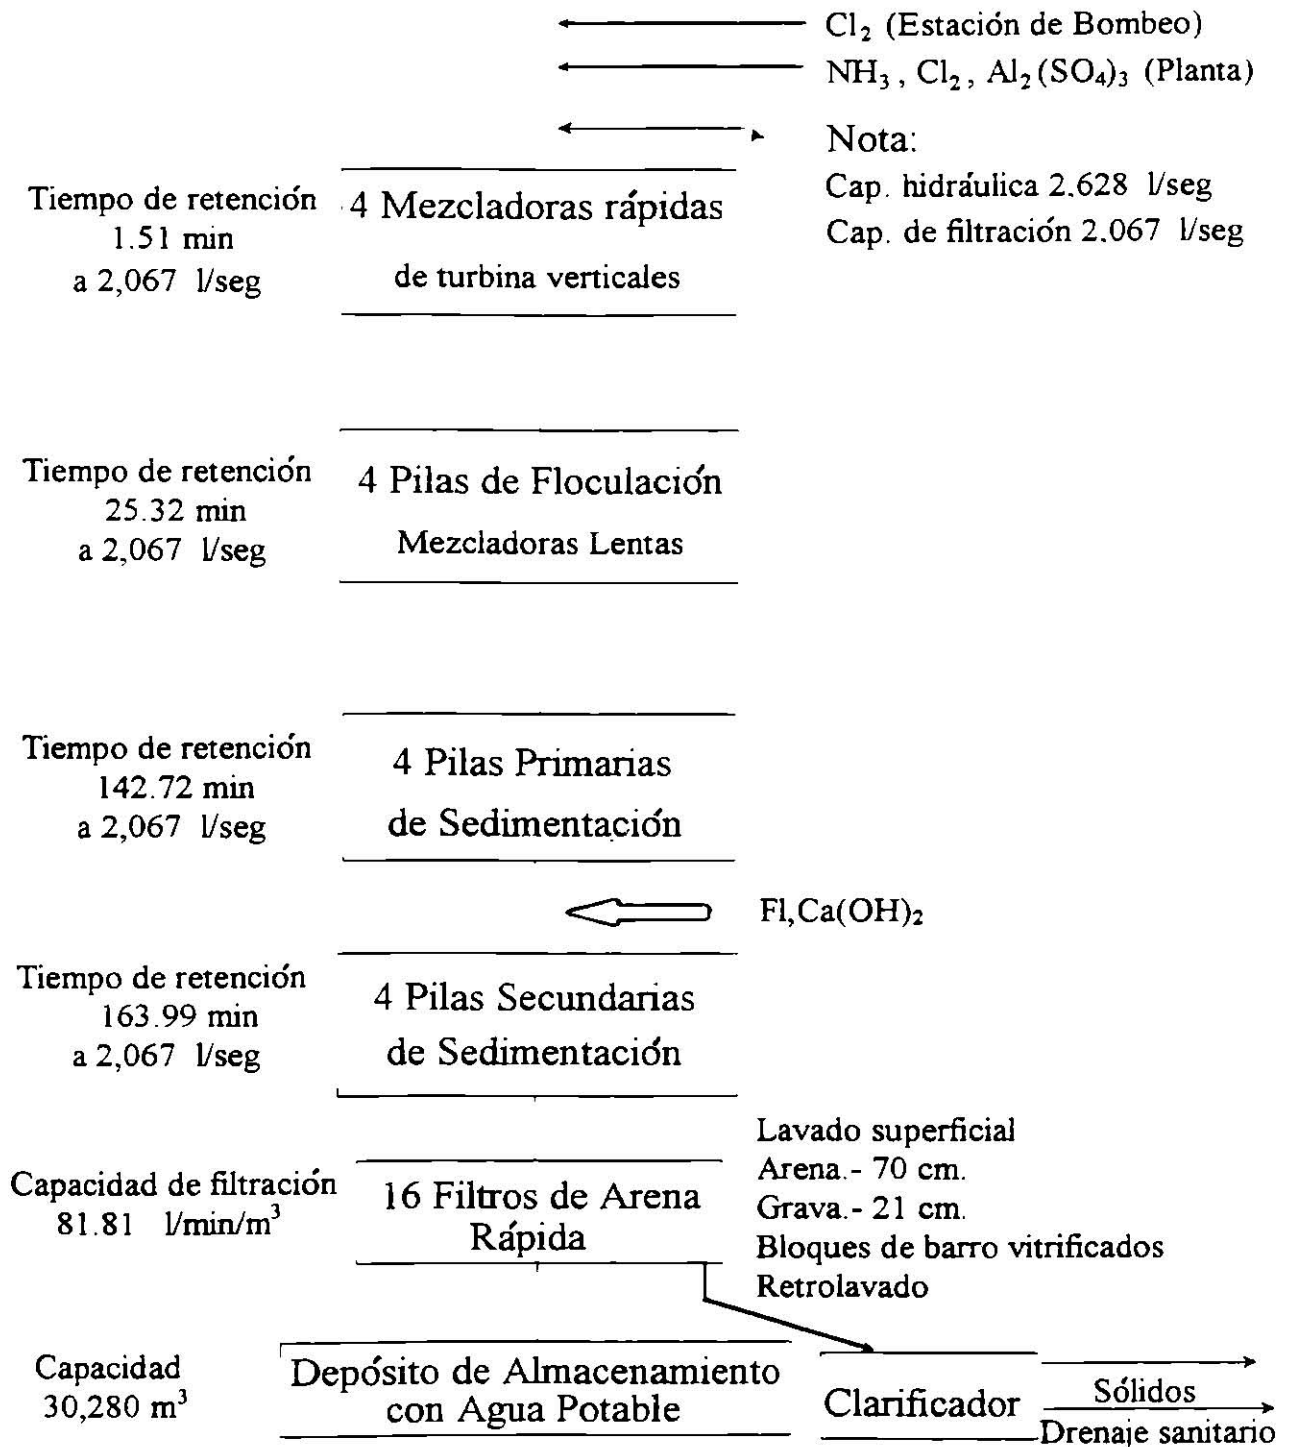 Cl₂ (Estación de Bombeo)
NH₃, Cl₂, Al₂(SO₄)₃ (Planta)
Nota:
Cap. hidráulica 2.628 l/seg
Cap. de filtración 2.067 l/seg
Tiempo de retención
1.51 min
a 2,067 l/seg
4 Mezcladoras rápidas
de turbina verticales
Tiempo de retención
25.32 min
a 2,067 l/seg
4 Pilas de Floculación
Mezcladoras Lentas
Tiempo de retención
142.72 min
a 2,067 l/seg
4 Pilas Primarias
de Sedimentación
Fl,Ca(OH)₂
Tiempo de retención
163.99 min
a 2,067 l/seg
4 Pilas Secundarias
de Sedimentación
Capacidad de filtración
81.81 l/min/m³
16 Filtros de Arena
Rápida
Lavado superficial
Arena.- 70 cm.
Grava.- 21 cm.
Bloques de barro vitrificados
Retrolavado
Capacidad
30,280 m³
Depósito de Almacenamiento
con Agua Potable
Clarificador
Sólidos
Drenaje sanitario